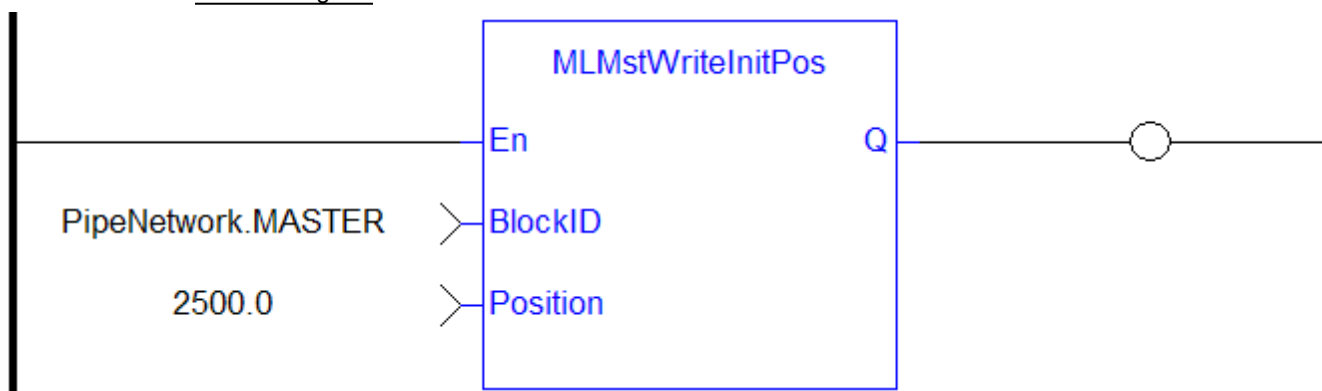 MLMstWriteInitPos
En Q
PipeNetwork.MASTER BlockID
2500.0 Position